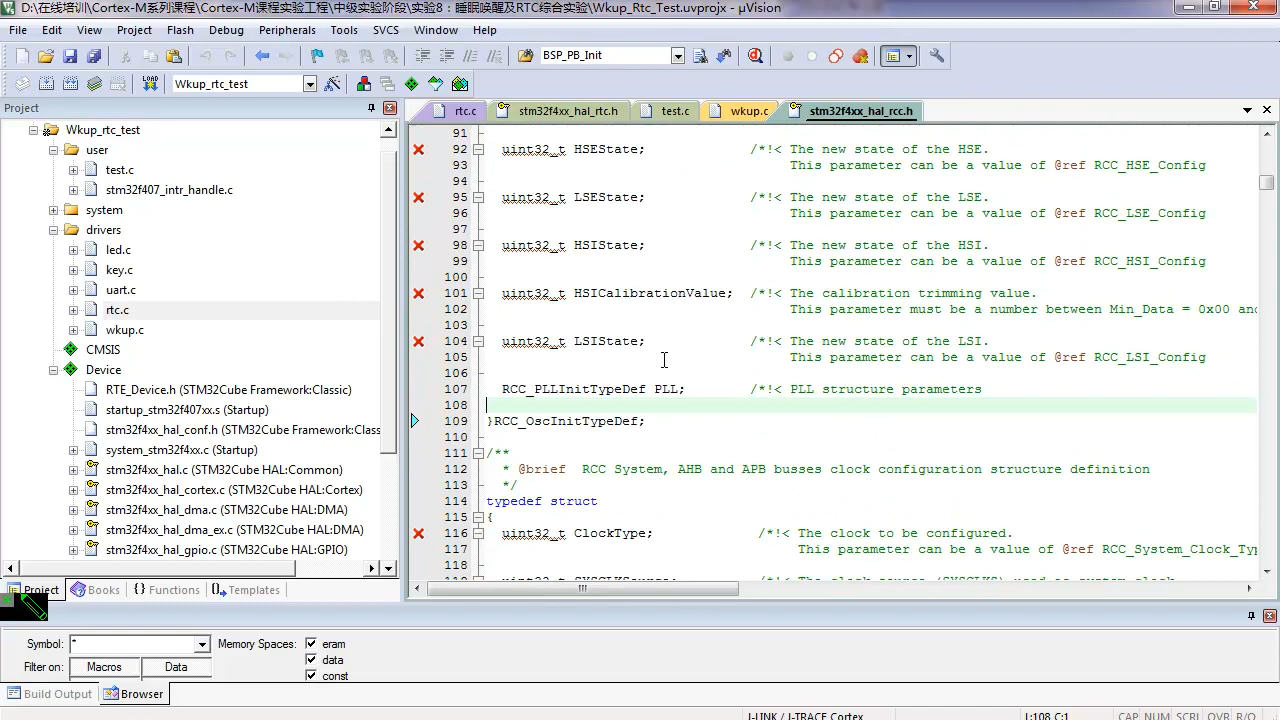 D:\在线培训\Cortex-M系列课程\Cortex-M课程实验工程\中级实验阶段\实验8：睡眠唤醒及RTC综合实验\Wkup_Rtc_Test.uvprojx - µVision
File Edit View Project Flash Debug Peripherals Tools SVCS Window Help
BSP_PB_Init
LOAD Wkup_rtc_test
Project
rtc.c stm32f4xx_hal_rtc.h test.c wkup.c stm32f4xx_hal_rcc.h
Wkup_rtc_test
user
test.c
stm32f407_intr_handle.c
system
drivers
led.c
key.c
uart.c
rtc.c
wkup.c
CMSIS
Device
RTE_Device.h (STM32Cube Framework:Classic)
startup_stm32f407xx.s (Startup)
stm32f4xx_hal_conf.h (STM32Cube Framework:Classic
system_stm32f4xx.c (Startup)
stm32f4xx_hal.c (STM32Cube HAL:Common)
stm32f4xx_hal_cortex.c (STM32Cube HAL:Cortex)
stm32f4xx_hal_dma.c (STM32Cube HAL:DMA)
stm32f4xx_hal_dma_ex.c (STM32Cube HAL:DMA)
stm32f4xx_hal_gpio.c (STM32Cube HAL:GPIO)
Project Books {} Functions Templates
91
92 uint32_t HSEState; /*!< The new state of the HSE.
93 This parameter can be a value of @ref RCC_HSE_Config
94
95 uint32_t LSEState; /*!< The new state of the LSE.
96 This parameter can be a value of @ref RCC_LSE_Config
97
98 uint32_t HSIState; /*!< The new state of the HSI.
99 This parameter can be a value of @ref RCC_HSI_Config
100
101 uint32_t HSICalibrationValue; /*!< The calibration trimming value.
102 This parameter must be a number between Min_Data = 0x00 and
103
104 uint32_t LSIState; /*!< The new state of the LSI.
105 This parameter can be a value of @ref RCC_LSI_Config
106
107 RCC_PLLInitTypeDef PLL; /*!< PLL structure parameters
108
109 }RCC_OscInitTypeDef;
110
111 /**
112 * @brief RCC System, AHB and APB busses clock configuration structure definition
113 */
114 typedef struct
115 {
116 uint32_t ClockType; /*!< The clock to be configured.
117 This parameter can be a value of @ref RCC_System_Clock_Typ
118
Symbol: * Memory Spaces: eram
data
Filter on: Macros Data
const
Build Output Browser
J-LINK / J-TRACE Cortex L:108 C:1 CAP NUM SCRL OVR R/O